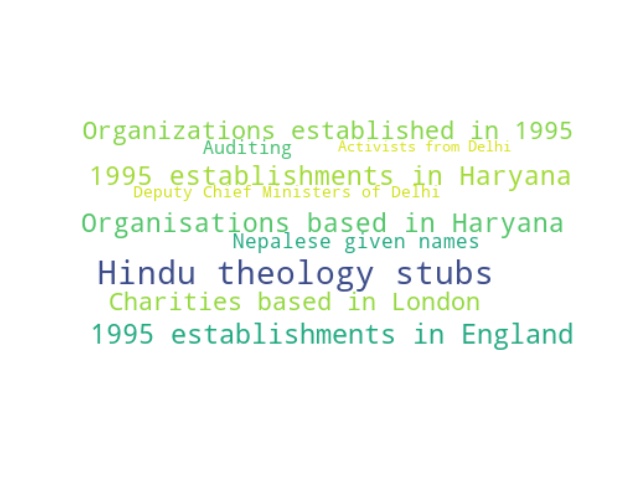 Organizations established in 1995
Auditing
Activists from Delhi
1995 establishments in Haryana
Deputy Chief Ministers of Delhi
Organisations based in Haryana
Nepalese given names
Hindu theology stubs
Charities based in London
1995 establishments in England